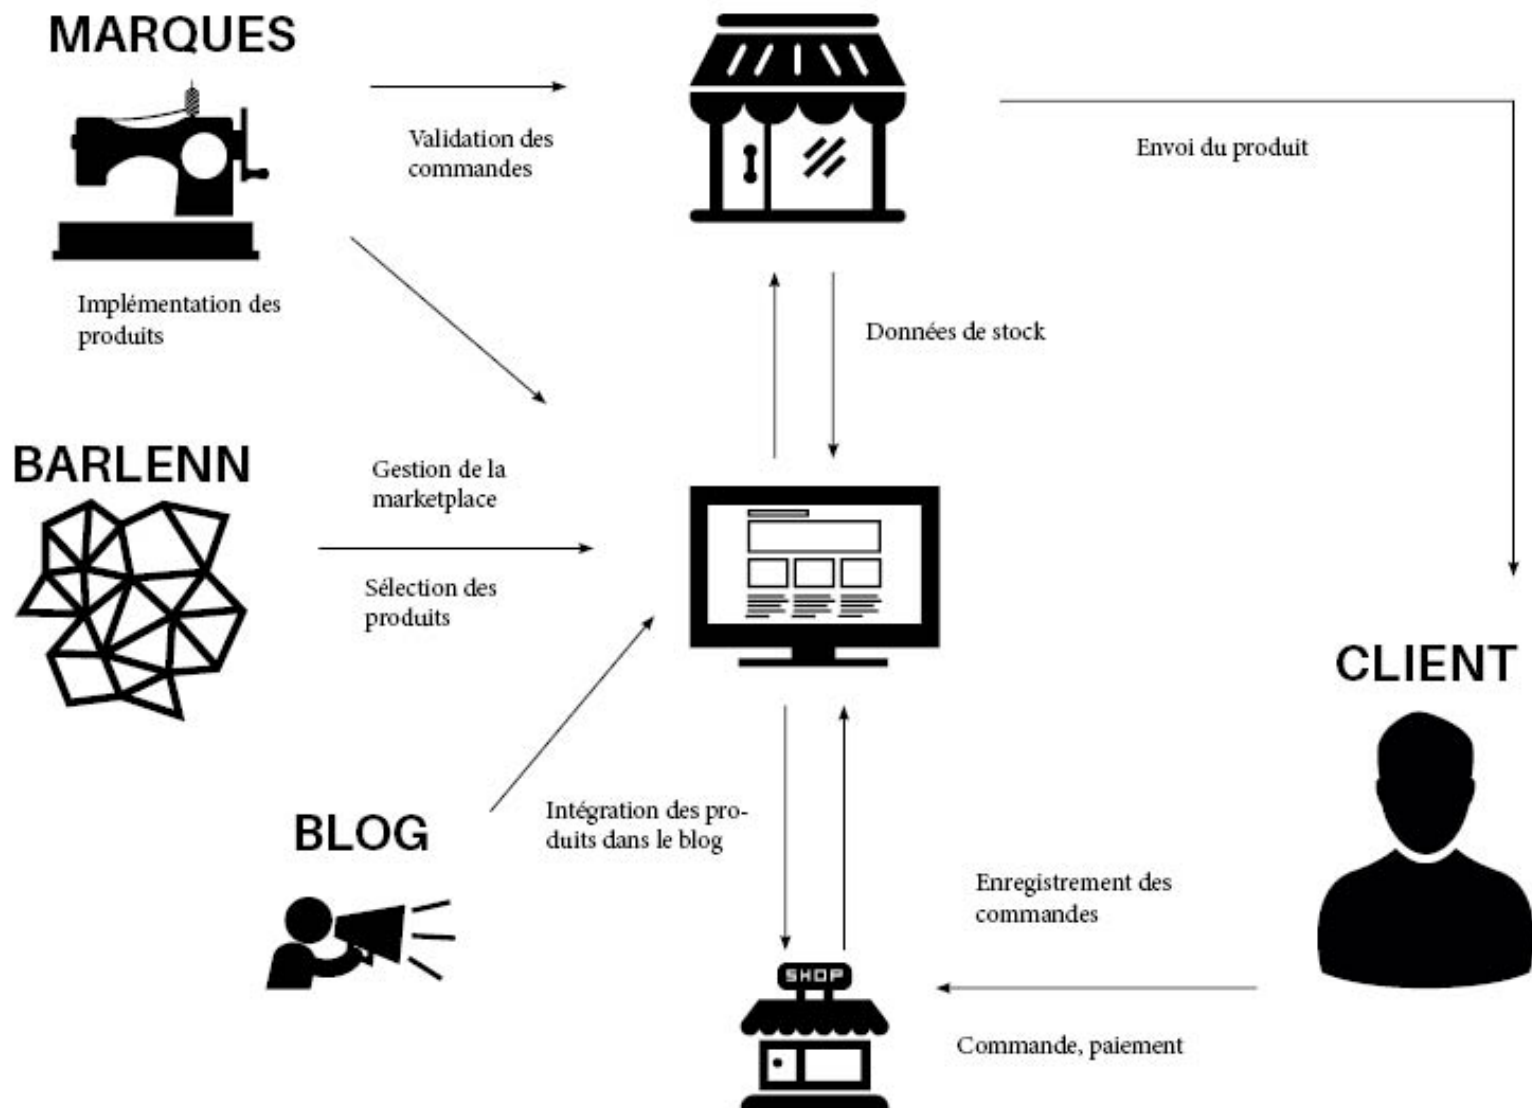 MARQUES
Validation des
commandes
Envoi du produit
Implémentation des
produits
Données de stock
BARLENN
Gestion de la
marketplace
Sélection des
produits
CLIENT
BLOG
Intégration des pro-
duits dans le blog
Enregistrement des
commandes
SHOP
Commande, paiement